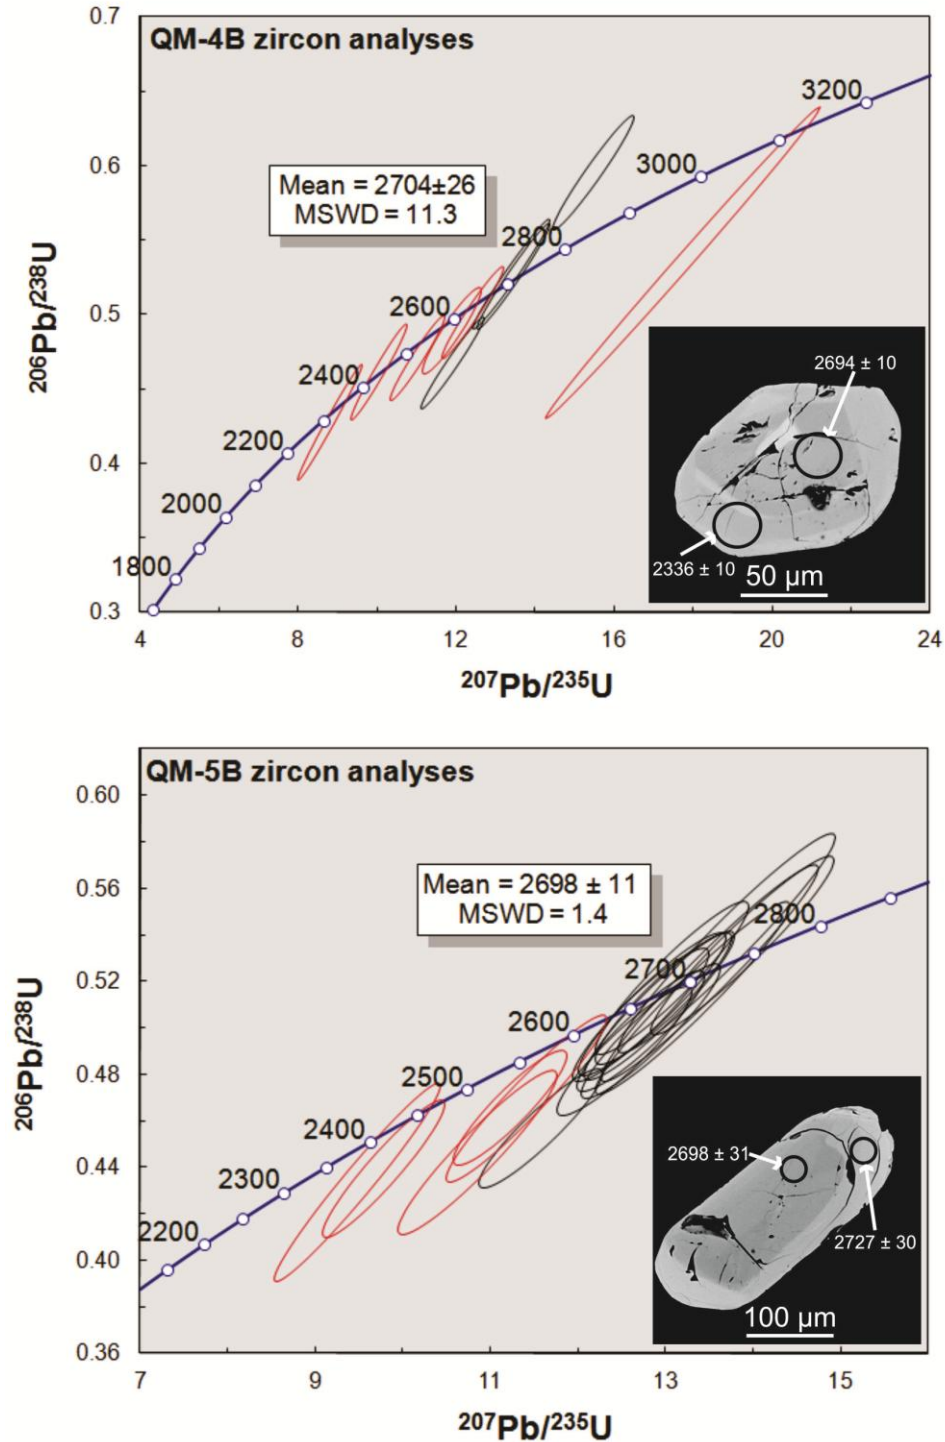 QM-4B zircon analyses
0.7
0.6
0.5
0.4
0.3
206Pb/238U
3200
3000
2800
2600
2400
2200
2000
1800
Mean = 2704±26
MSWD = 11.3
2694 ± 10
2336 ± 10
50 µm
4 8 12 16 20 24
207Pb/235U
QM-5B zircon analyses
0.60
0.56
0.52
0.48
0.44
0.40
0.36
206Pb/238U
Mean = 2698 ± 11
MSWD = 1.4
2800
2700
2600
2500
2400
2300
2200
2698 ± 31
2727 ± 30
100 µm
7 9 11 13 15
207Pb/235U